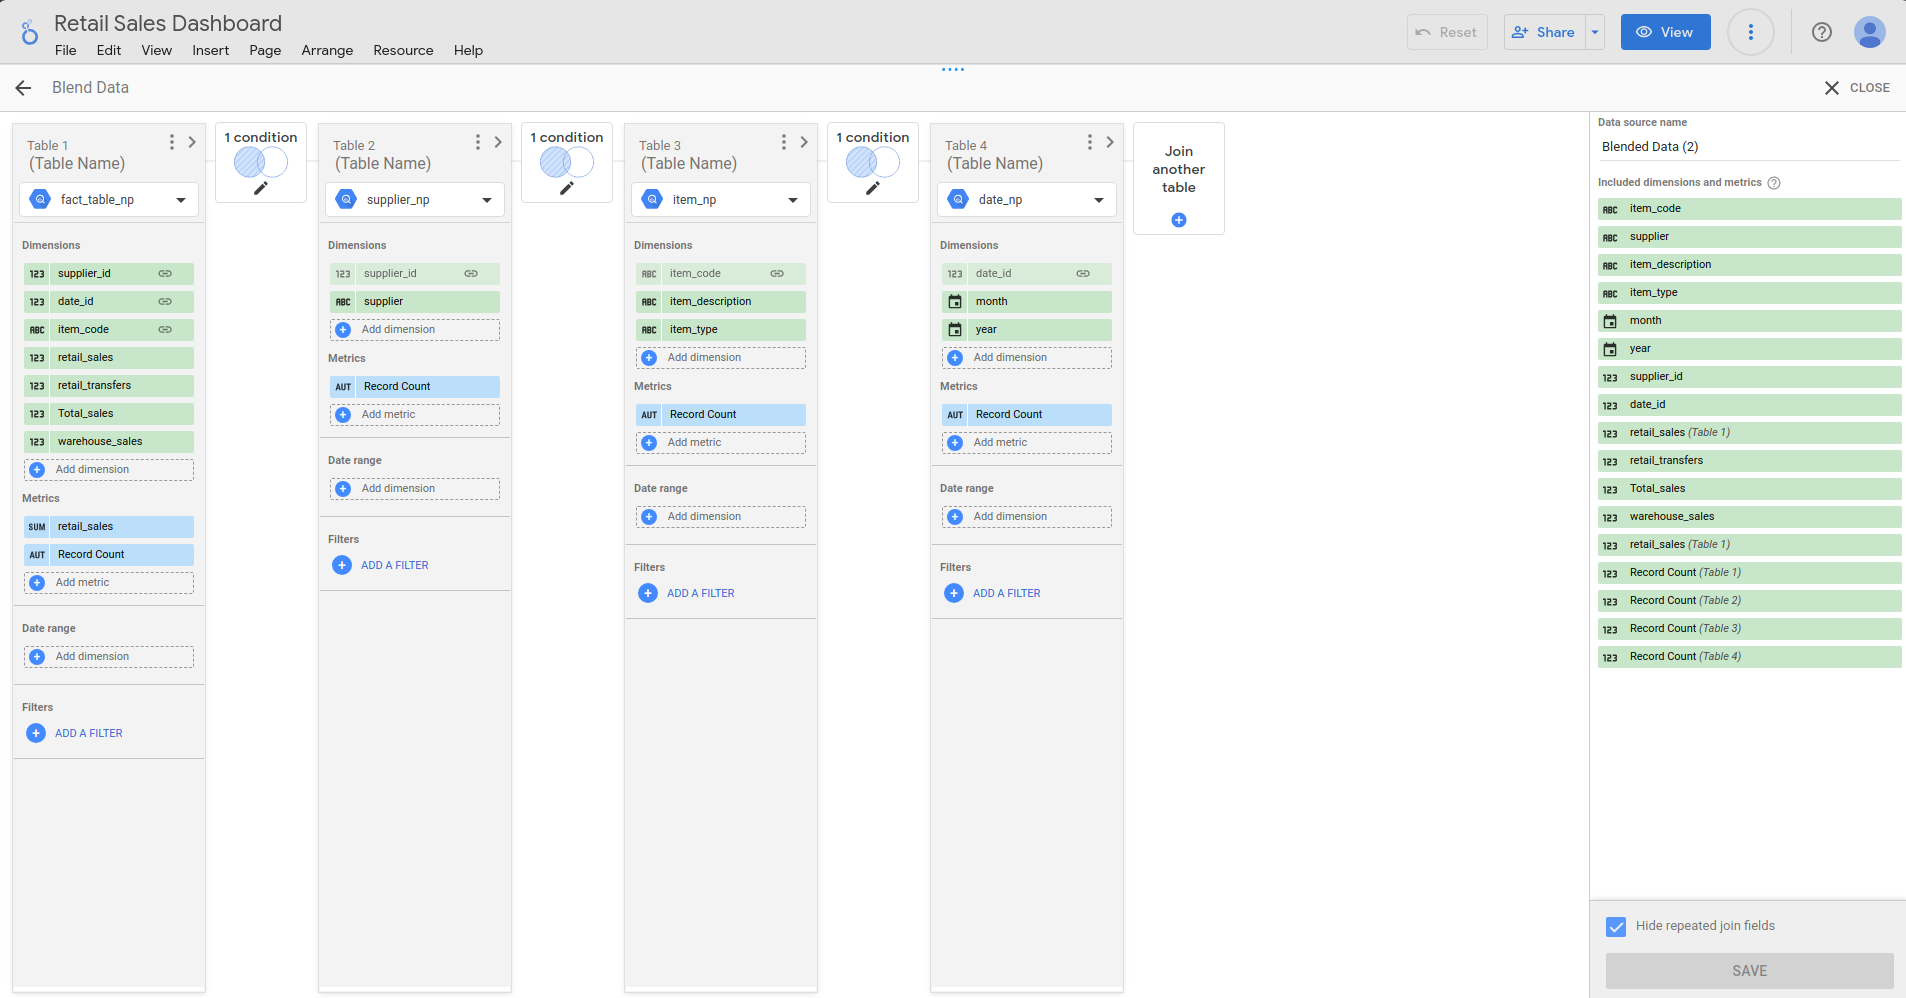 Retail Sales Dashboard
File Edit View Insert Page Arrange Resource Help
Reset
Share
View
Blend Data
CLOSE
Table 1
(Table Name)
fact_table_np
Dimensions
123 supplier_id
123 date_id
ABC item_code
123 retail_sales
123 retail_transfers
123 Total_sales
123 warehouse_sales
Add dimension
Metrics
SUM retail_sales
AUT Record Count
Add metric
Date range
Add dimension
Filters
ADD A FILTER
1 condition
Table 2
(Table Name)
supplier_np
Dimensions
123 supplier_id
ABC supplier
Add dimension
Metrics
AUT Record Count
Add metric
Date range
Add dimension
Filters
ADD A FILTER
1 condition
Table 3
(Table Name)
item_np
Dimensions
ABC item_code
ABC item_description
ABC item_type
Add dimension
Metrics
AUT Record Count
Add metric
Date range
Add dimension
Filters
ADD A FILTER
1 condition
Table 4
(Table Name)
date_np
Dimensions
123 date_id
month
year
Add dimension
Metrics
AUT Record Count
Add metric
Date range
Add dimension
Filters
ADD A FILTER
Join
another
table
Data source name
Blended Data (2)
Included dimensions and metrics
ABC item_code
ABC supplier
ABC item_description
ABC item_type
month
year
123 supplier_id
123 date_id
123 retail_sales (Table 1)
123 retail_transfers
123 Total_sales
123 warehouse_sales
123 retail_sales (Table 1)
123 Record Count (Table 1)
123 Record Count (Table 2)
123 Record Count (Table 3)
123 Record Count (Table 4)
Hide repeated join fields
SAVE